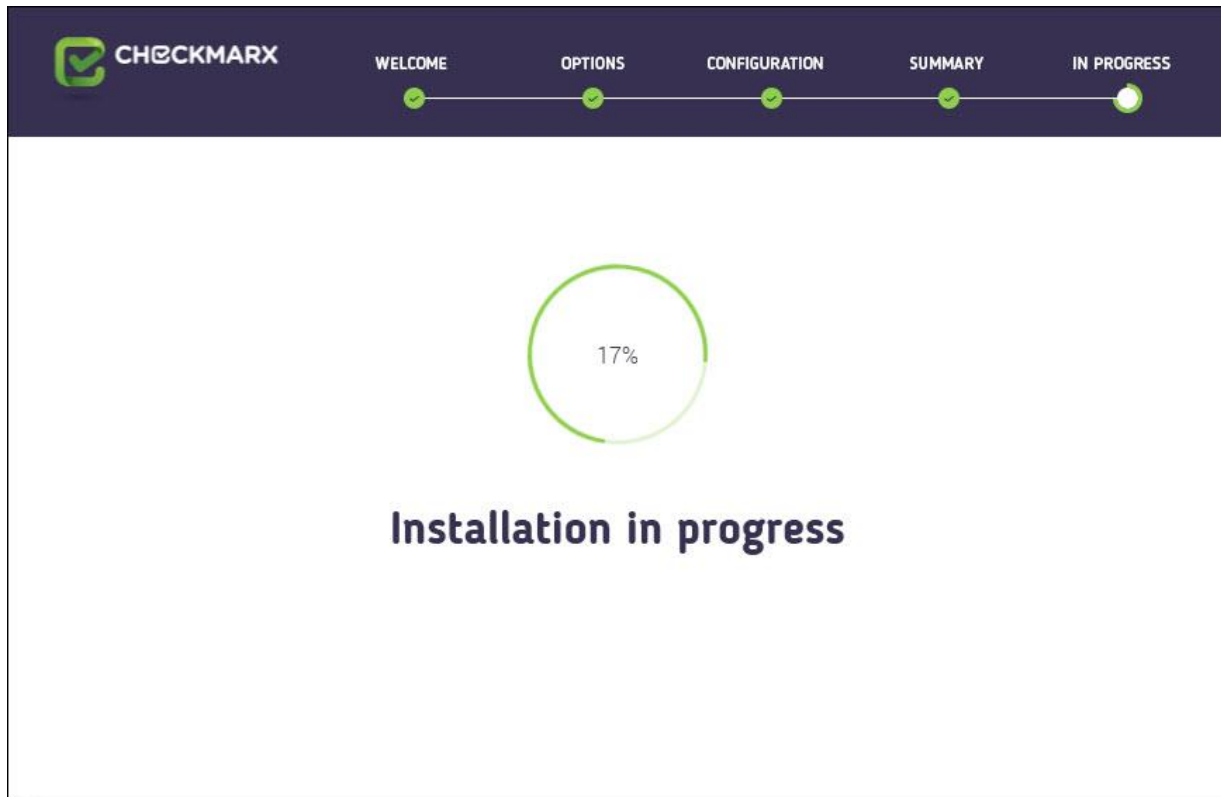 CHECKMARX
WELCOME
OPTIONS
CONFIGURATION
SUMMARY
IN PROGRESS
17%
Installation in progress